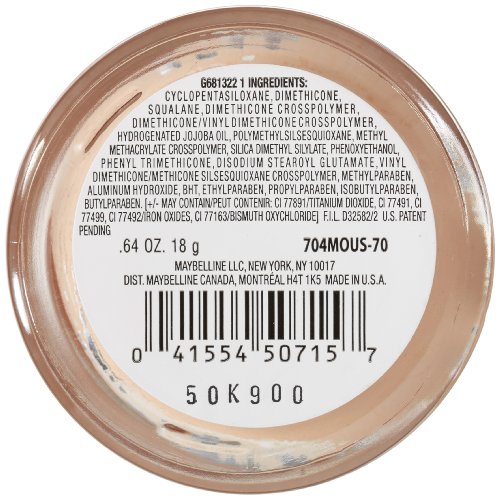 G681322 1 INGREDIENTS:
CYCLOPENTASILOXANE, DIMETHICONE,
SQUALANE, DIMETHICONE CROSSPOLYMER,
DIMETHICONE/VINYL DIMETHICONE CROSSPOLYMER,
HYDROGENATED JOJOBA OIL, POLYMETHYLSILSESQUIOXANE, METHYL
METHACRYLATE CROSSPOLYMER, SILICA DIMETHYL SILYLATE, PHENOXYETHANOL,
PHENYL TRIMETHICONE, DISODIUM STEAROYL GLUTAMATE, VINYL
DIMETHICONE/METHICONE SILSESQUIOXANE CROSSPOLYMER, METHYLPARABEN,
ALUMINUM HYDROXIDE, BHT, ETHYLPARABEN, PROPYLPARABEN, ISOBUTYLPARABEN,
BUTYLPARABEN. [+/- MAY CONTAIN/PEUT CONTENIR: CI 77891/TITANIUM DIOXIDE, CI 77491,
CI 77499, CI 77492/IRON OXIDES, CI 77163/BISMUTH OXYCHLORIDE] F.I.L. D32582/2 U.S. PATENT
PENDING
.64 OZ. 18 g 704MOUS-70
MAYBELLINE LLC, NEW YORK, NY 10017
DIST. MAYBELLINE CANADA, MONTRÉAL H4T 1K5 MADE IN U.S.A.
0 41554 50715 7
50K900